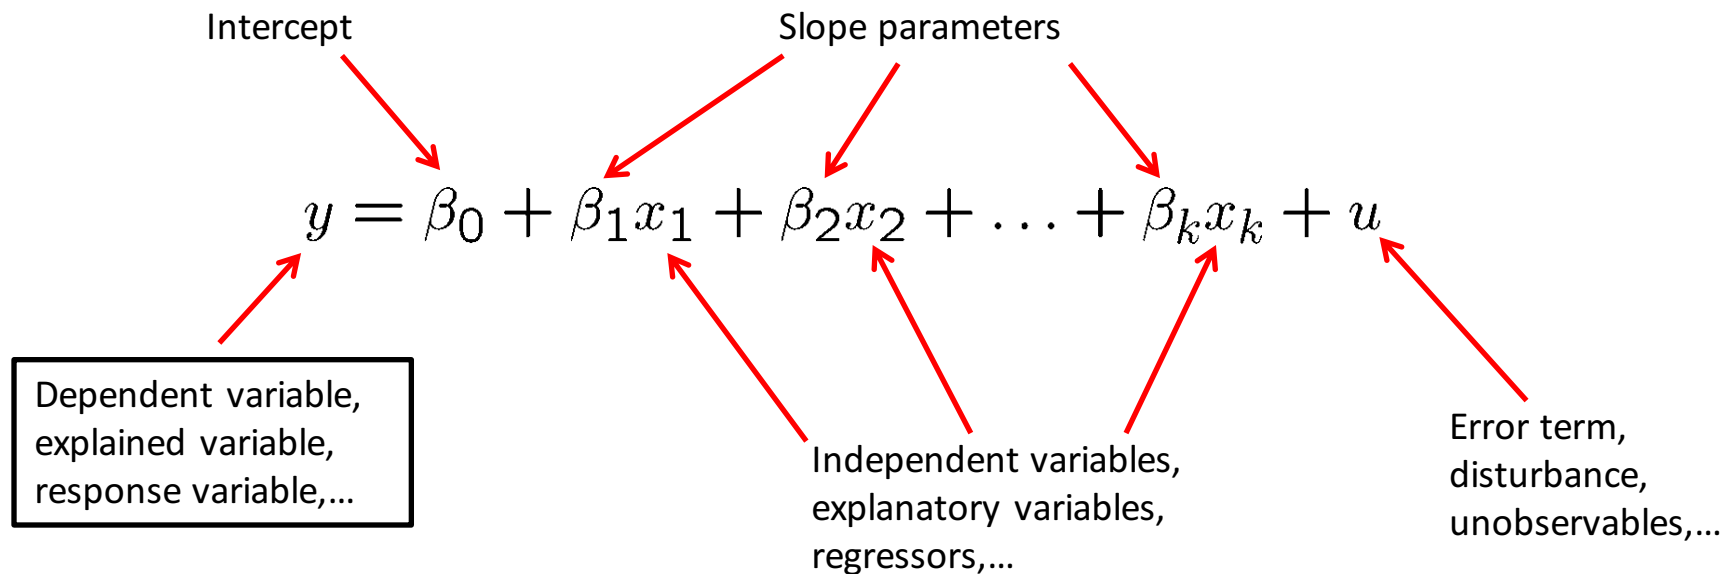 Intercept
Slope parameters
y = β₀ + β₁x₁ + β₂x₂ + … + βₖxₖ + u
Dependent variable,
explained variable,
response variable,…
Independent variables,
explanatory variables,
regressors,…
Error term,
disturbance,
unobservables,…